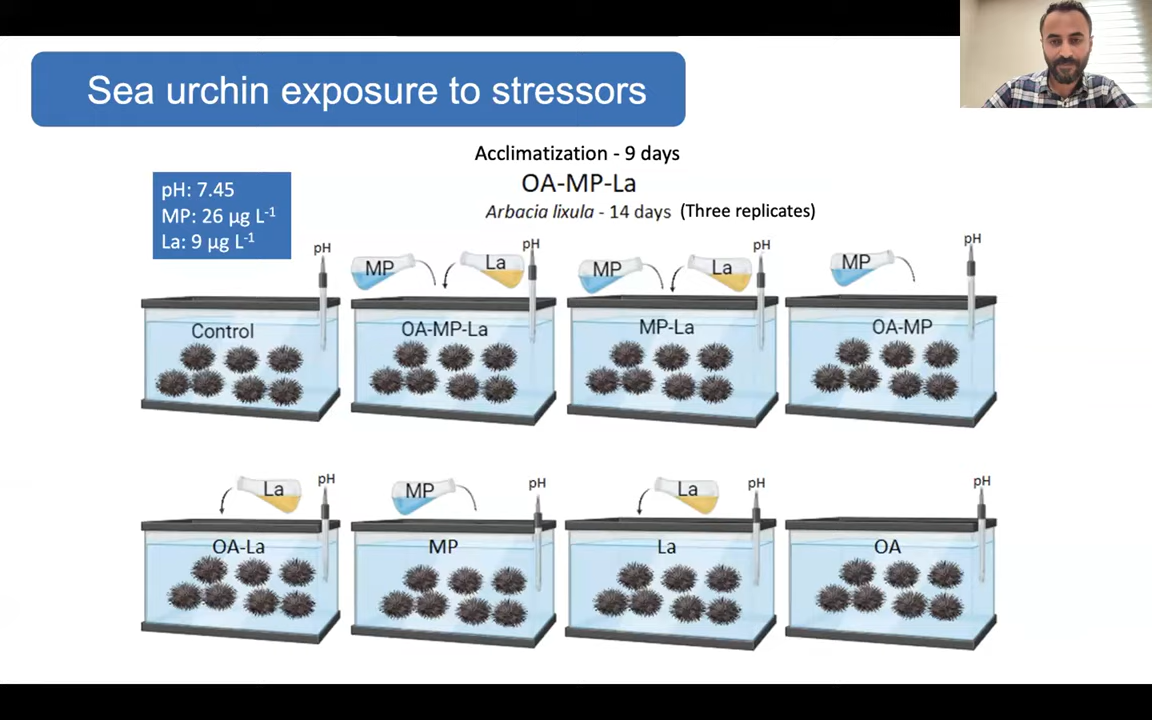 Sea urchin exposure to stressors
Acclimatization - 9 days
OA-MP-La
Arbacia lixula - 14 days (Three replicates)
pH: 7.45
MP: 26 µg L⁻¹
La: 9 µg L⁻¹
pH
Control
MP
La
pH
OA-MP-La
MP
La
pH
MP-La
MP
pH
OA-MP
La
pH
OA-La
MP
pH
MP
La
pH
La
pH
OA